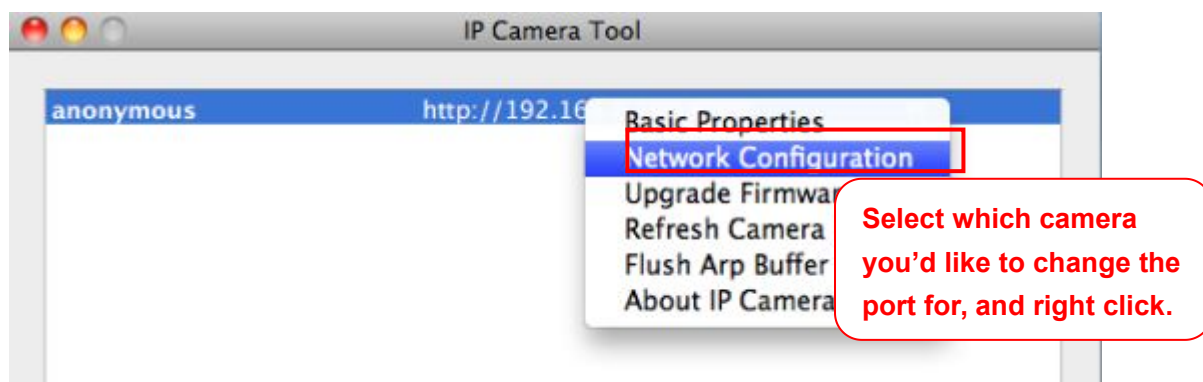 IP Camera Tool
anonymous http://192.16
Basic Properties
Network Configuration
Upgrade Firmwar
Refresh Camera
Flush Arp Buffer
About IP Camera
Select which camera
you’d like to change the
port for, and right click.